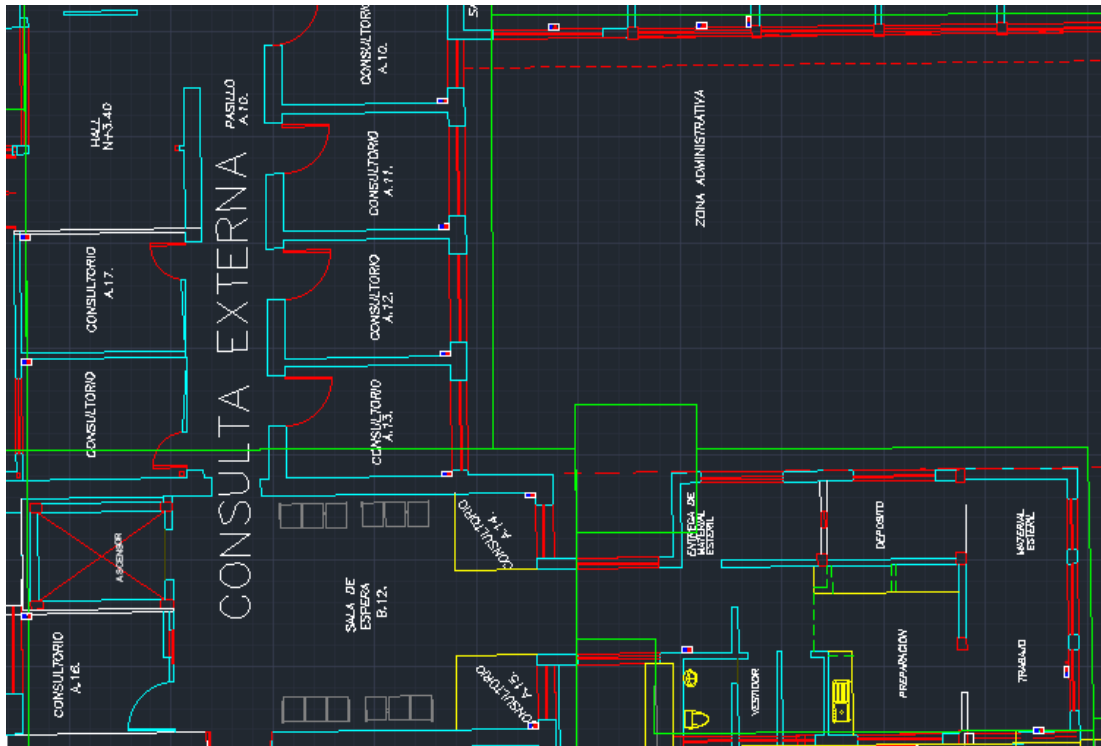 CONSULTORIO
A.10.
HALL
N+3.40
PASILLO
A.10.
ZONA ADMINISTRATIVA
CONSULTORIO
A.11.
CONSULTORIO
A.17.
CONSULTA EXTERNA
CONSULTORIO
A.12.
CONSULTORIO
CONSULTORIO
A.13.
CONSULTORIO
A.14.
ENTREGA DE
MATERIAL
ESTERIL
DEPOSITO
MATERIAL
ESTERIL
ASCENSOR
SALA DE
ESPERA
B.12.
CONSULTORIO
A.16.
CONSULTORIO
A.15.
VESTIDOR
PREPARACION
TRABAJO